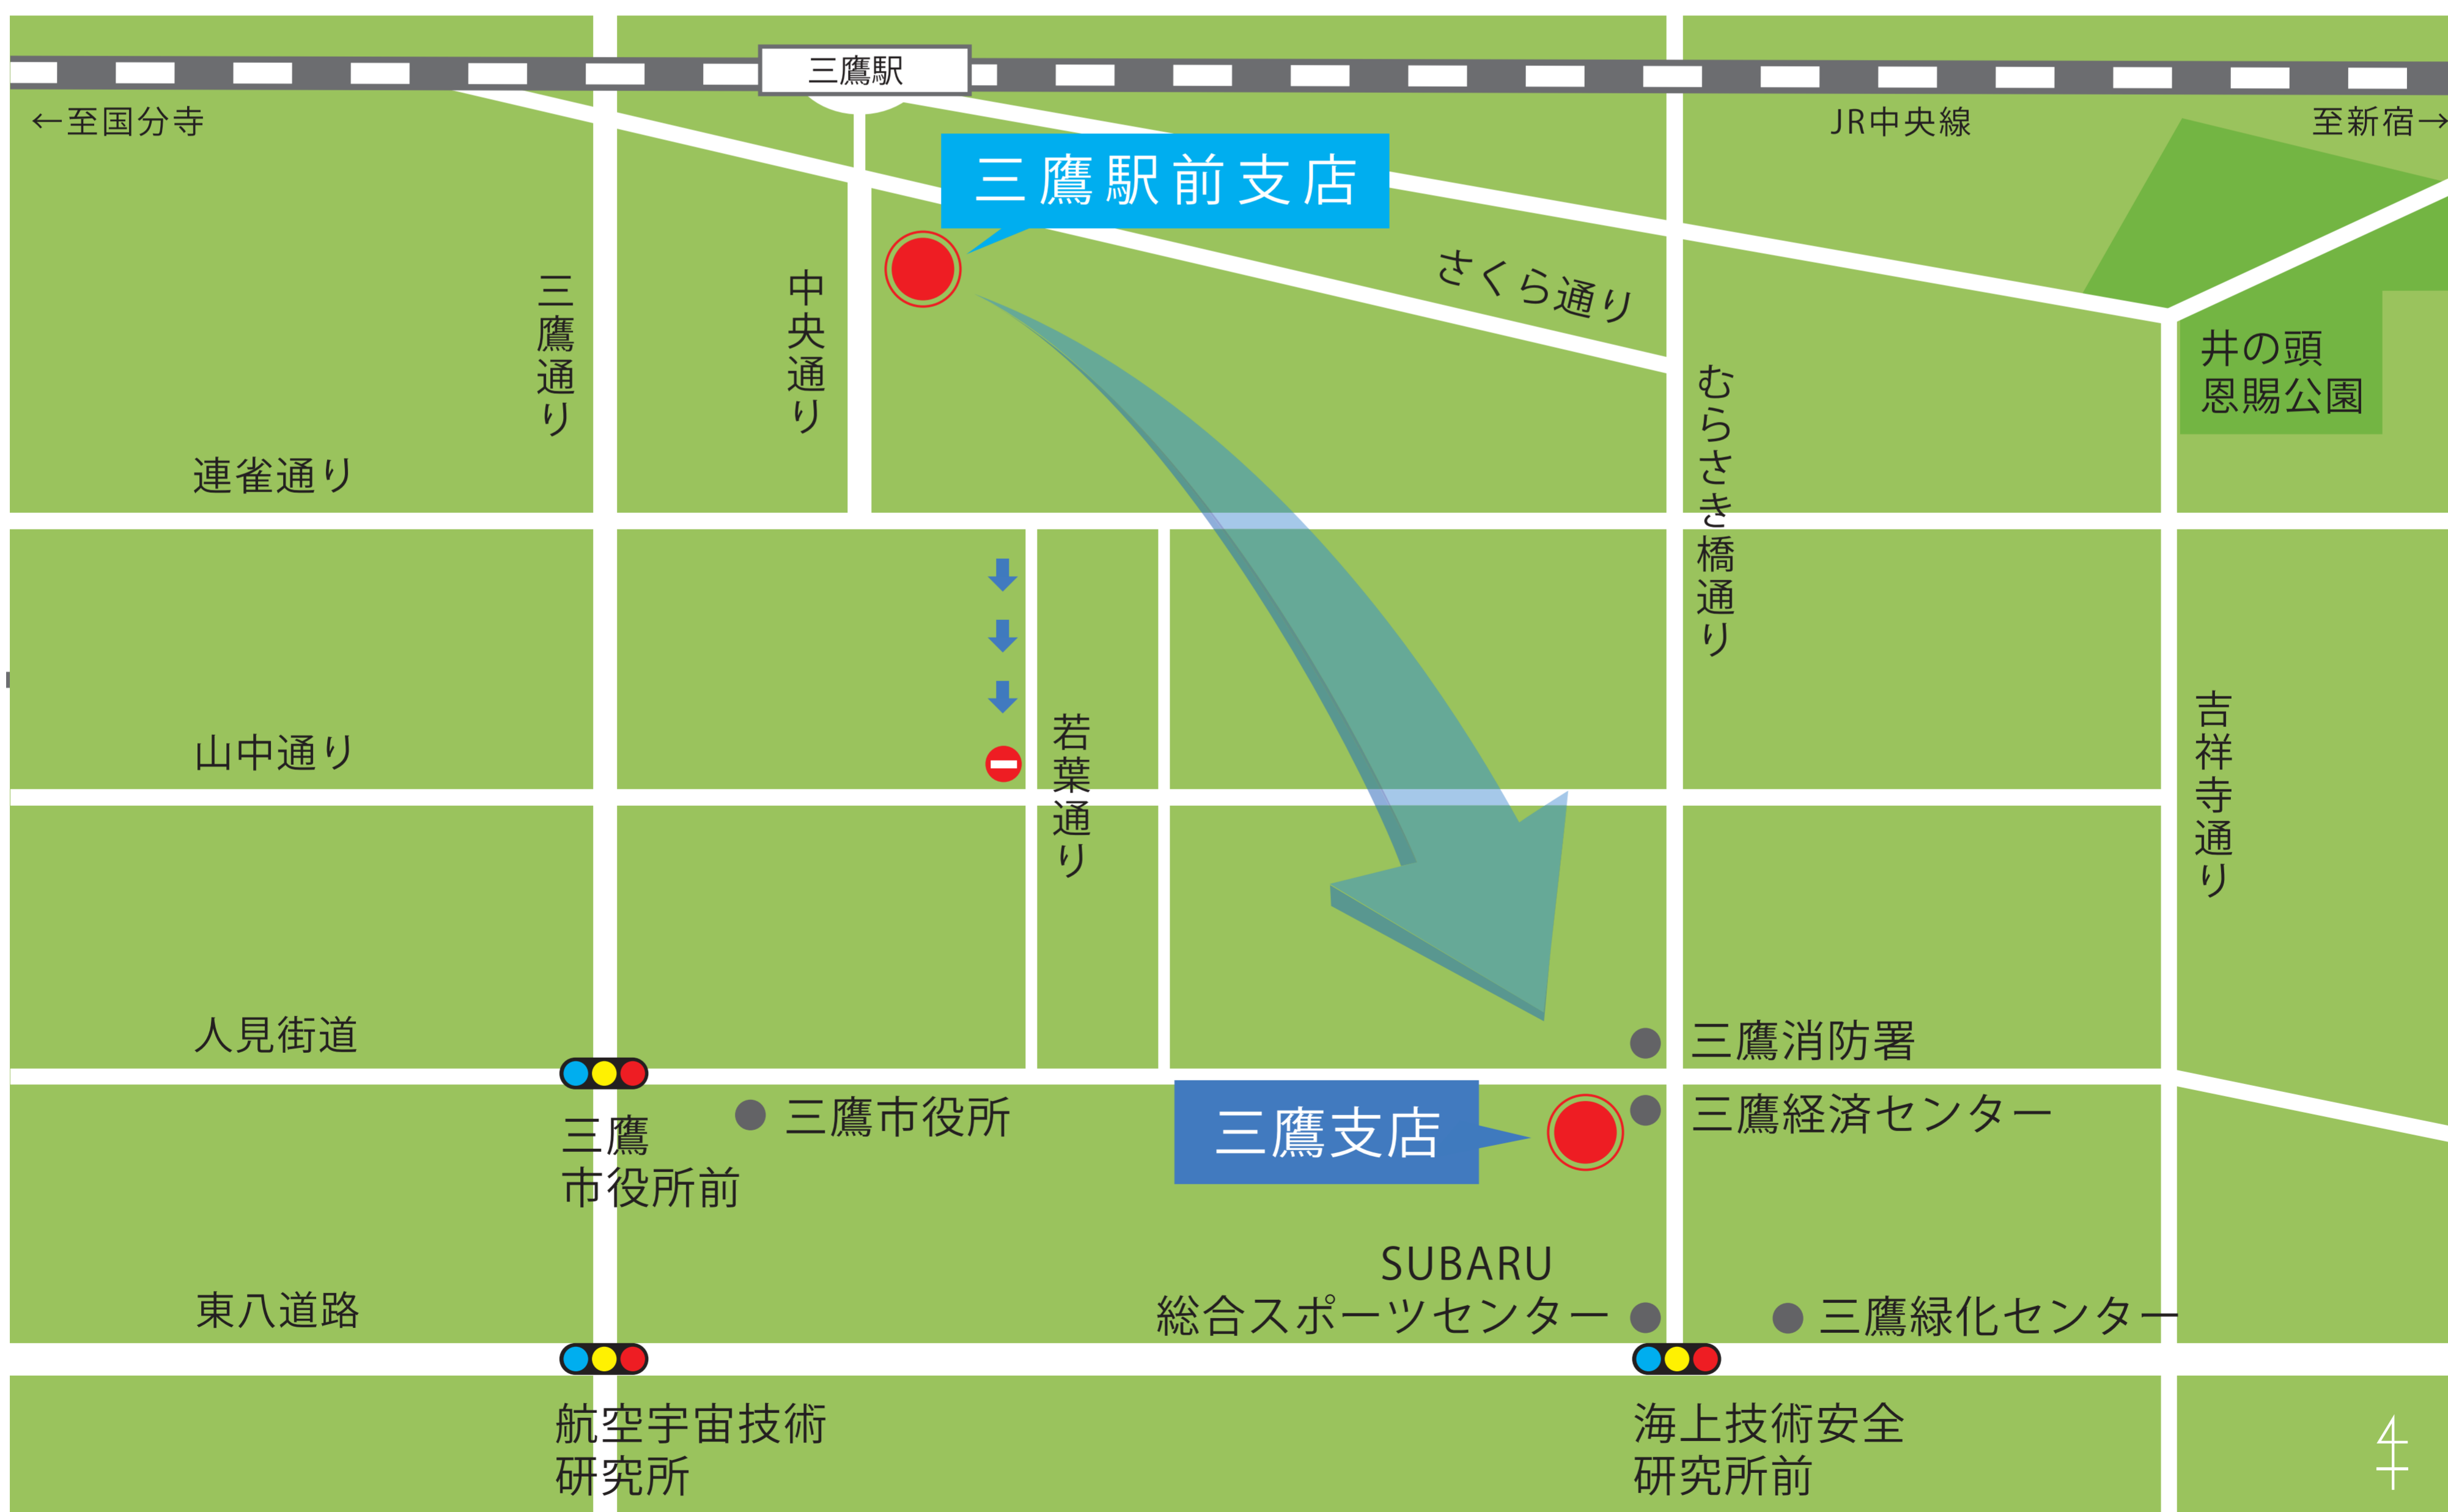 三鷹駅
←至国分寺
JR中央線
至新宿→
三鷹駅前支店
さくら通り
三鷹通り
中央通り
むらさき橋通り
井の頭
恩賜公園
連雀通り
若葉通り
吉祥寺通り
山中通り
人見街道
三鷹消防署
三鷹市役所
三鷹経済センター
三鷹
市役所前
三鷹支店
SUBARU
総合スポーツセンター
三鷹緑化センター
東八道路
航空宇宙技術
研究所
海上技術安全
研究所前